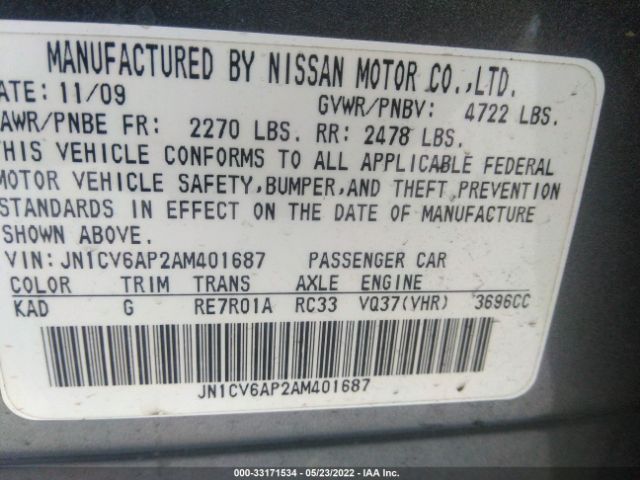 MANUFACTURED BY NISSAN MOTOR CO.,LTD.
ATE: 11/09 GVWR/PNBV: 4722 LBS.
AWR/PNBE FR: 2270 LBS. RR: 2478 LBS.
THIS VEHICLE CONFORMS TO ALL APPLICABLE FEDERAL
MOTOR VEHICLE SAFETY,BUMPER,AND THEFT PREVENTION
STANDARDS IN EFFECT ON THE DATE OF MANUFACTURE
SHOWN ABOVE.
VIN: JN1CV6AP2AM401687 PASSENGER CAR
COLOR TRIM TRANS AXLE ENGINE
KAD G RE7R01A RC33 VQ37(VHR) 3696CC
JN1CV6AP2AM401687
000-33171534 - 05/23/2022 - IAA Inc.